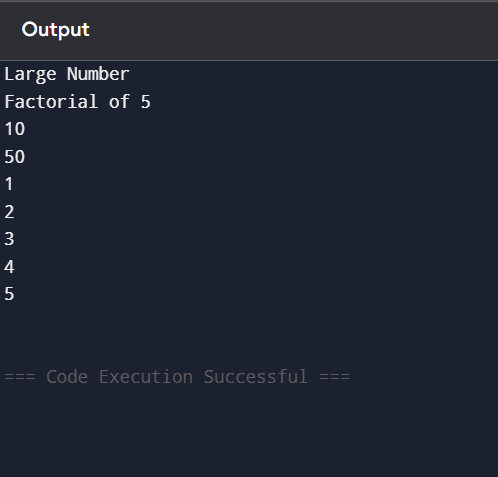 Output
Large Number
Factorial of 5
10
50
1
2
3
4
5
=== Code Execution Successful ===